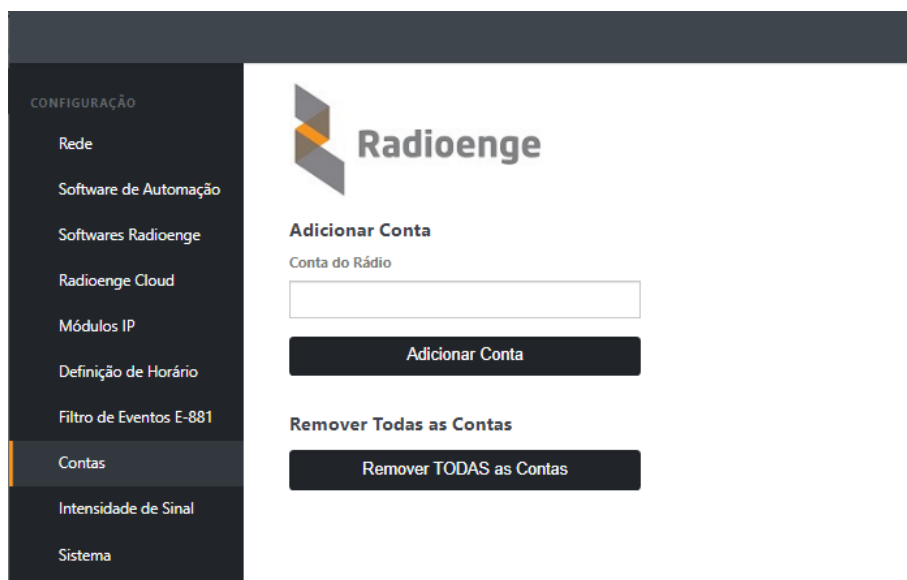 CONFIGURAÇÃO
Rede
Software de Automação
Softwares Radioenge
Radioenge Cloud
Módulos IP
Definição de Horário
Filtro de Eventos E-881
Contas
Intensidade de Sinal
Sistema
Radioenge
Adicionar Conta
Conta do Rádio
Adicionar Conta
Remover Todas as Contas
Remover TODAS as Contas